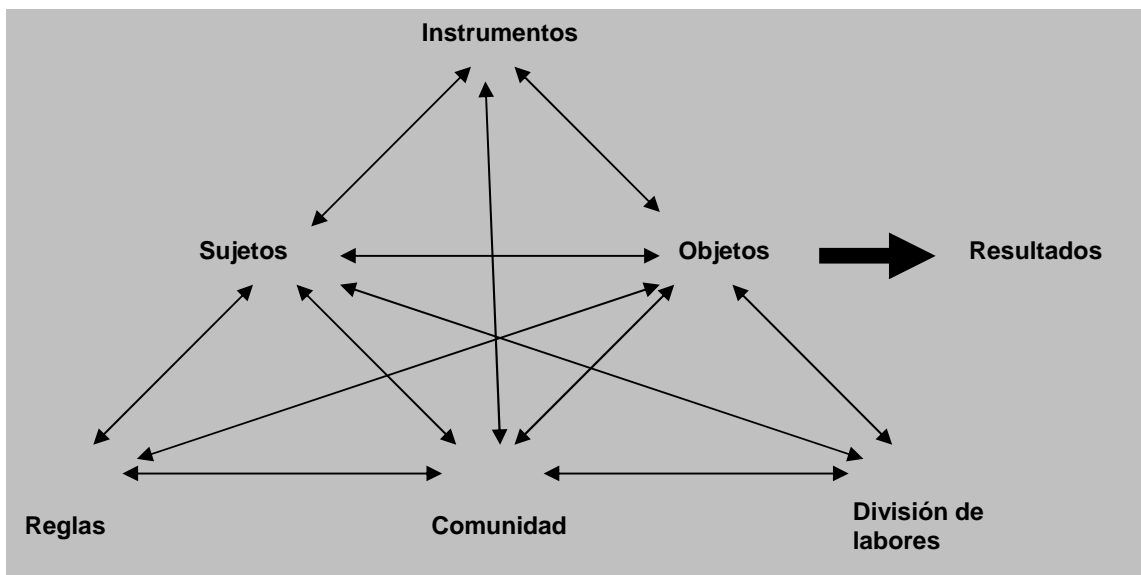 Instrumentos
Sujetos
Objetos
Resultados
Reglas
Comunidad
División de
labores